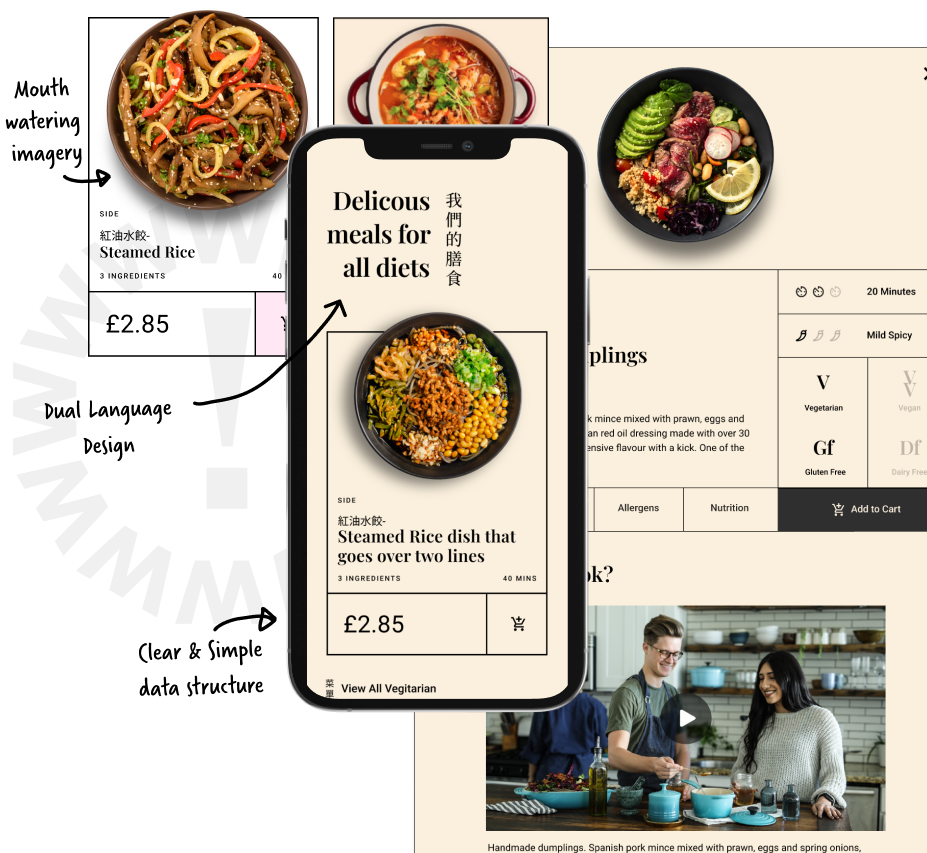 Mouth
watering
imagery
SIDE
紅油水餃-
Steamed Rice
3 INGREDIENTS
40
£2.85
Dual Language
Design
Clear & Simple
data structure
Delicous
meals for
all diets
我們的膳食
SIDE
紅油水餃-
Steamed Rice dish that
goes over two lines
3 INGREDIENTS 40 MINS
£2.85
菜單
View All Vegitarian
20 Minutes
Mild Spicy
V
Vegetarian
V
V
Vegan
Gf
Gluten Free
Df
Dairy Free
plings
k mince mixed with prawn, eggs and
an red oil dressing made with over 30
ensive flavour with a kick. One of the
Allergens
Nutrition
Add to Cart
ok?
Handmade dumplings. Spanish pork mince mixed with prawn, eggs and spring onions,